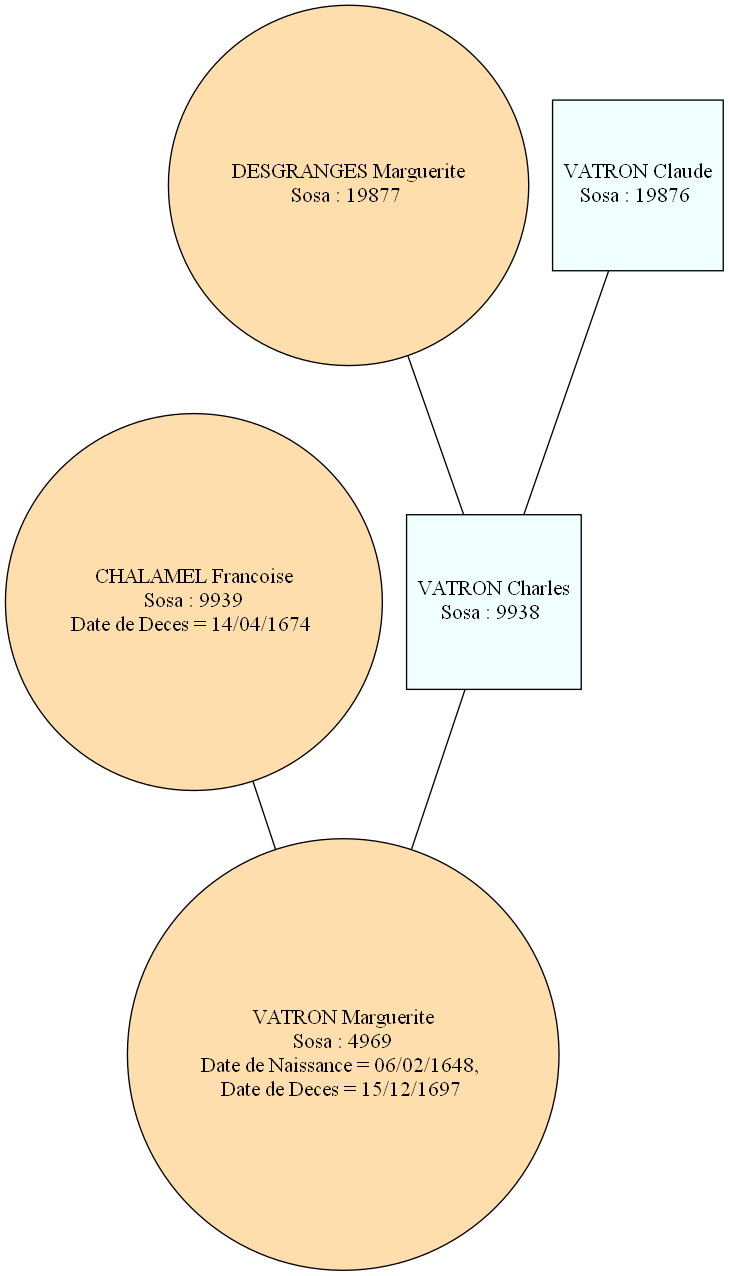 DESGRANGES Marguerite
Sosa : 19877
VATRON Claude
Sosa : 19876
CHALAMEL Francoise
Sosa : 9939
Date de Deces = 14/04/1674
VATRON Charles
Sosa : 9938
VATRON Marguerite
Sosa : 4969
Date de Naissance = 06/02/1648,
Date de Deces = 15/12/1697